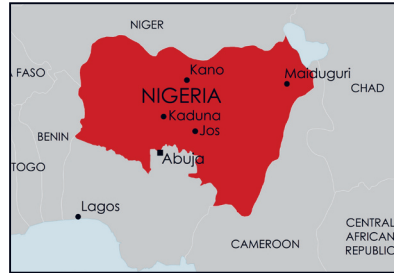 NIGER
A FASO
Kano
Maiduguri
NIGERIA
CHAD
Kaduna
Jos
BENIN
Abuja
TOGO
Lagos
CENTRAL
AFRICAN
REPUBLIC
CAMEROON